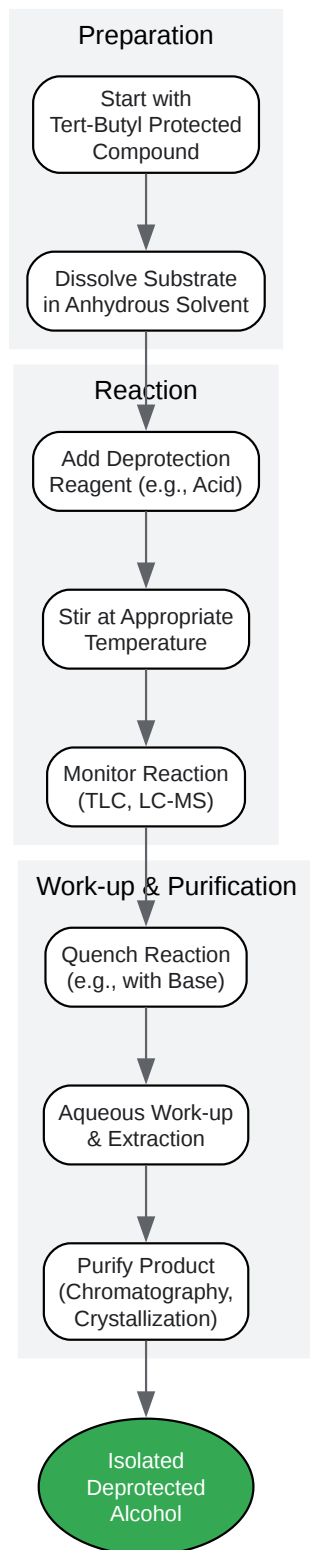 Preparation
Start with
Tert-Butyl Protected
Compound
Dissolve Substrate
in Anhydrous Solvent
Reaction
Add Deprotection
Reagent (e.g., Acid)
Stir at Appropriate
Temperature
Monitor Reaction
(TLC, LC-MS)
Work-up & Purification
Quench Reaction
(e.g., with Base)
Aqueous Work-up
& Extraction
Purify Product
(Chromatography,
Crystallization)
Isolated
Deprotected
Alcohol